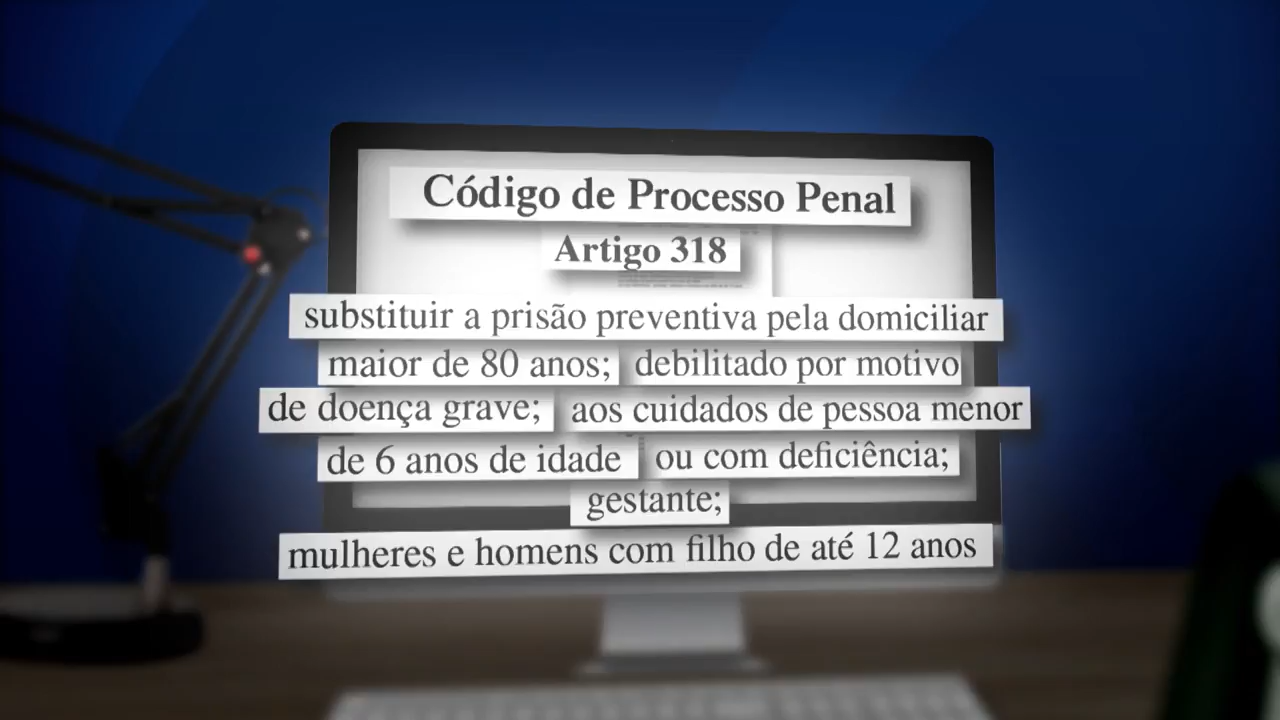 Código de Processo Penal
Artigo 318
substituir a prisão preventiva pela domiciliar
maior de 80 anos; debilitado por motivo
de doença grave; aos cuidados de pessoa menor
de 6 anos de idade ou com deficiência;
gestante;
mulheres e homens com filho de até 12 anos